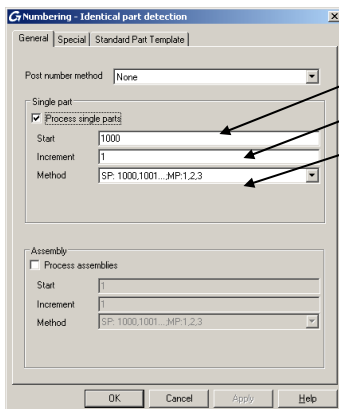 Numbering - Identical part detection
General Special Standard Part Template
Post number method None
Single part
Process single parts
Start 1000
Increment 1
Method SP: 1000,1001...;MP:1,2,3
Assembly
Process assemblies
Start 1
Increment 1
Method SP: 1000,1001...;MP:1,2,3
OK Cancel Apply Help